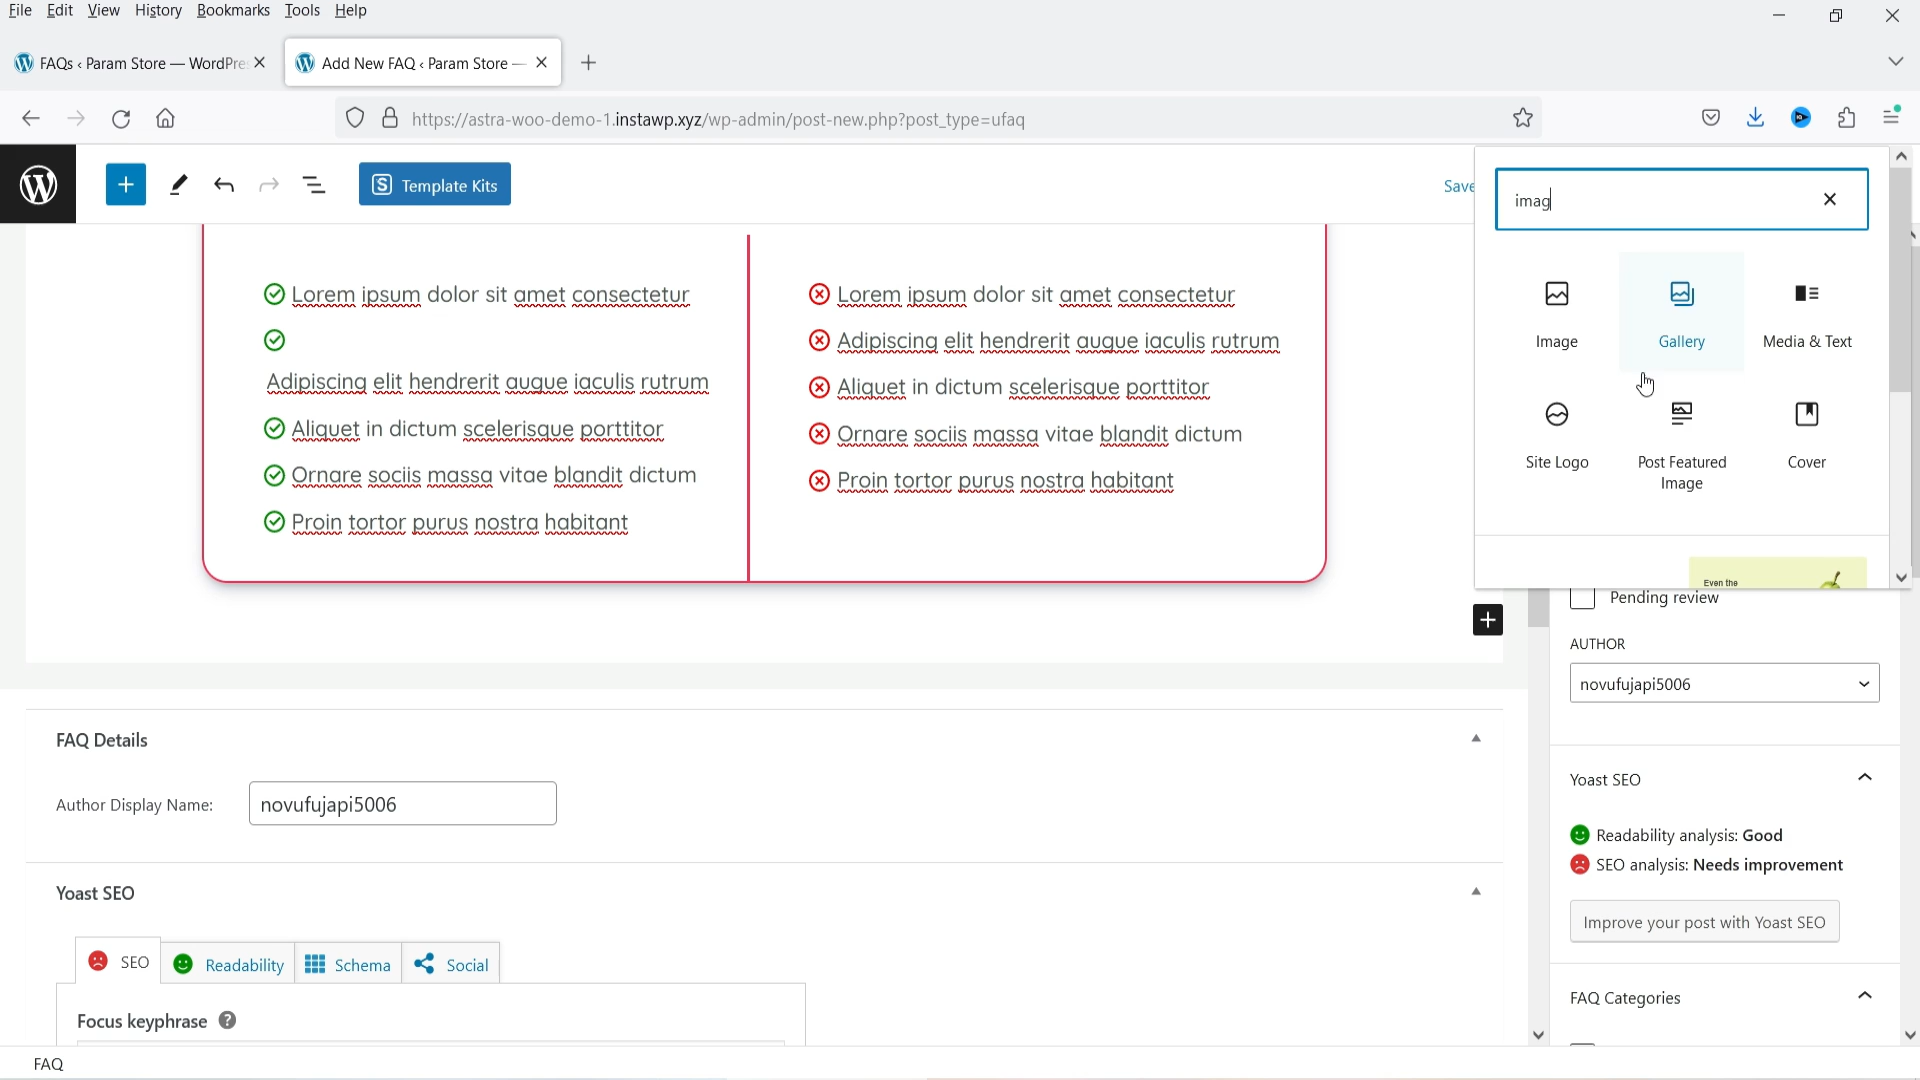 File Edit View History Bookmarks Tools Help
FAQs ‹ Param Store — WordPre
Add New FAQ ‹ Param Store —
https://astra-woo-demo-1.instawp.xyz/wp-admin/post-new.php?post_type=ufaq
Template Kits
Save
imag
Image
Gallery
Media & Text
Site Logo
Post Featured
Image
Cover
Even the
Lorem ipsum dolor sit amet consectetur
Adipiscing elit hendrerit augue iaculis rutrum
Aliquet in dictum scelerisque porttitor
Ornare sociis massa vitae blandit dictum
Proin tortor purus nostra habitant
Lorem ipsum dolor sit amet consectetur
Adipiscing elit hendrerit augue iaculis rutrum
Aliquet in dictum scelerisque porttitor
Ornare sociis massa vitae blandit dictum
Proin tortor purus nostra habitant
Pending review
AUTHOR
novufujapi5006
FAQ Details
Author Display Name: novufujapi5006
Yoast SEO
Readability analysis: Good
SEO analysis: Needs improvement
Improve your post with Yoast SEO
FAQ Categories
Yoast SEO
SEO Readability Schema Social
Focus keyphrase
FAQ